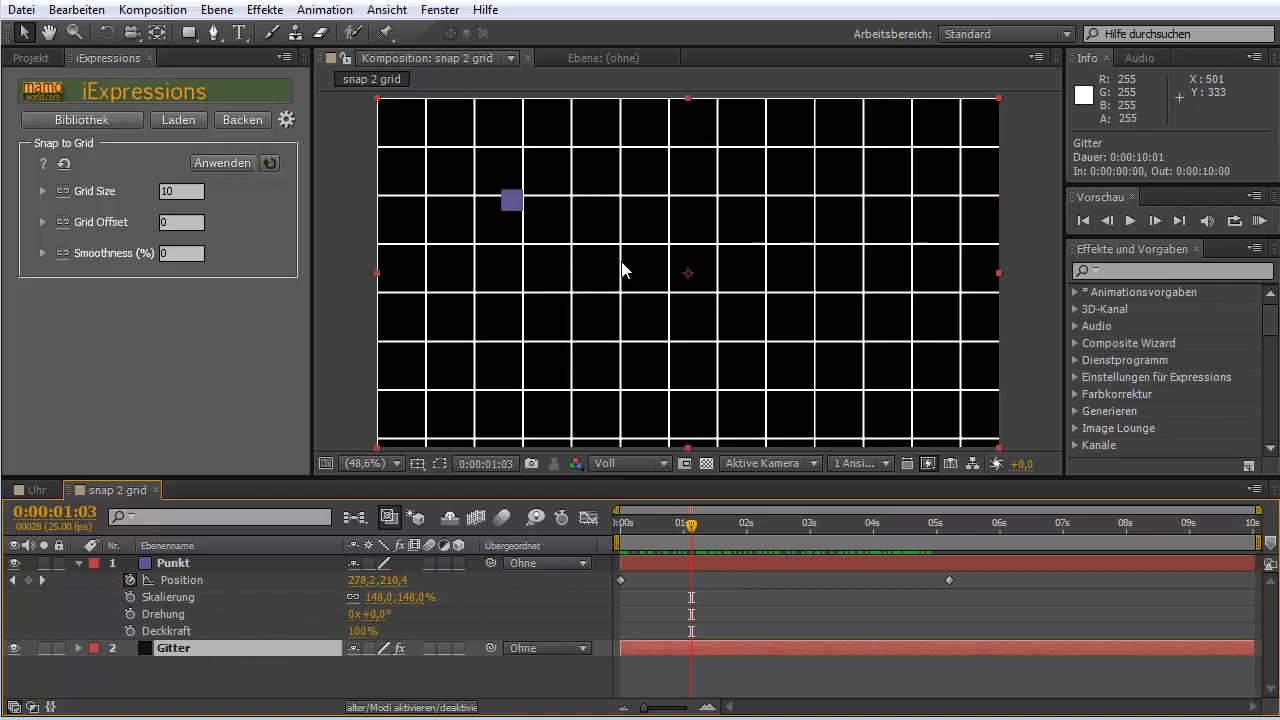 Datei Bearbeiten Komposition Ebene Effekte Animation Ansicht Fenster Hilfe
Arbeitsbereich: Standard Hilfe durchsuchen
Projekt iExpressions
Komposition: snap 2 grid Ebene: (ohne)
Info Audio
snap 2 grid
R: 255 X: 501
G: 255 Y: 333
B: 255
A: 255
mamo
world.com
iExpressions
Bibliothek Laden Backen
Snap to Grid
? Anwenden
Grid Size 10
Grid Offset 0
Smoothness (%) 0
Gitter
Dauer: 0:00:10:01
In: 0:00:00:00, Out: 0:00:10:00
Vorschau
Effekte und Vorgaben
* Animationsvorgaben
3D-Kanal
Audio
Composite Wizard
Dienstprogramm
Einstellungen für Expressions
Farbkorrektur
Generieren
Image Lounge
Kanäle
(48,6%) 0:00:01:03 Voll Aktive Kamera 1 Ansi... +0,0
Uhr snap 2 grid
0:00:01:03
00028 (25.00 fps)
:00s 01s 02s 03s 04s 05s 06s 07s 08s 09s 10s
Nr. Ebenenname fx Übergeordnet
1 Punkt Ohne
Position 278,2,210,4
Skalierung 148,0,148,0%
Drehung 0x+0,0°
Deckkraft 100%
2 Gitter fx Ohne
alter/Modi aktivieren/deaktivie